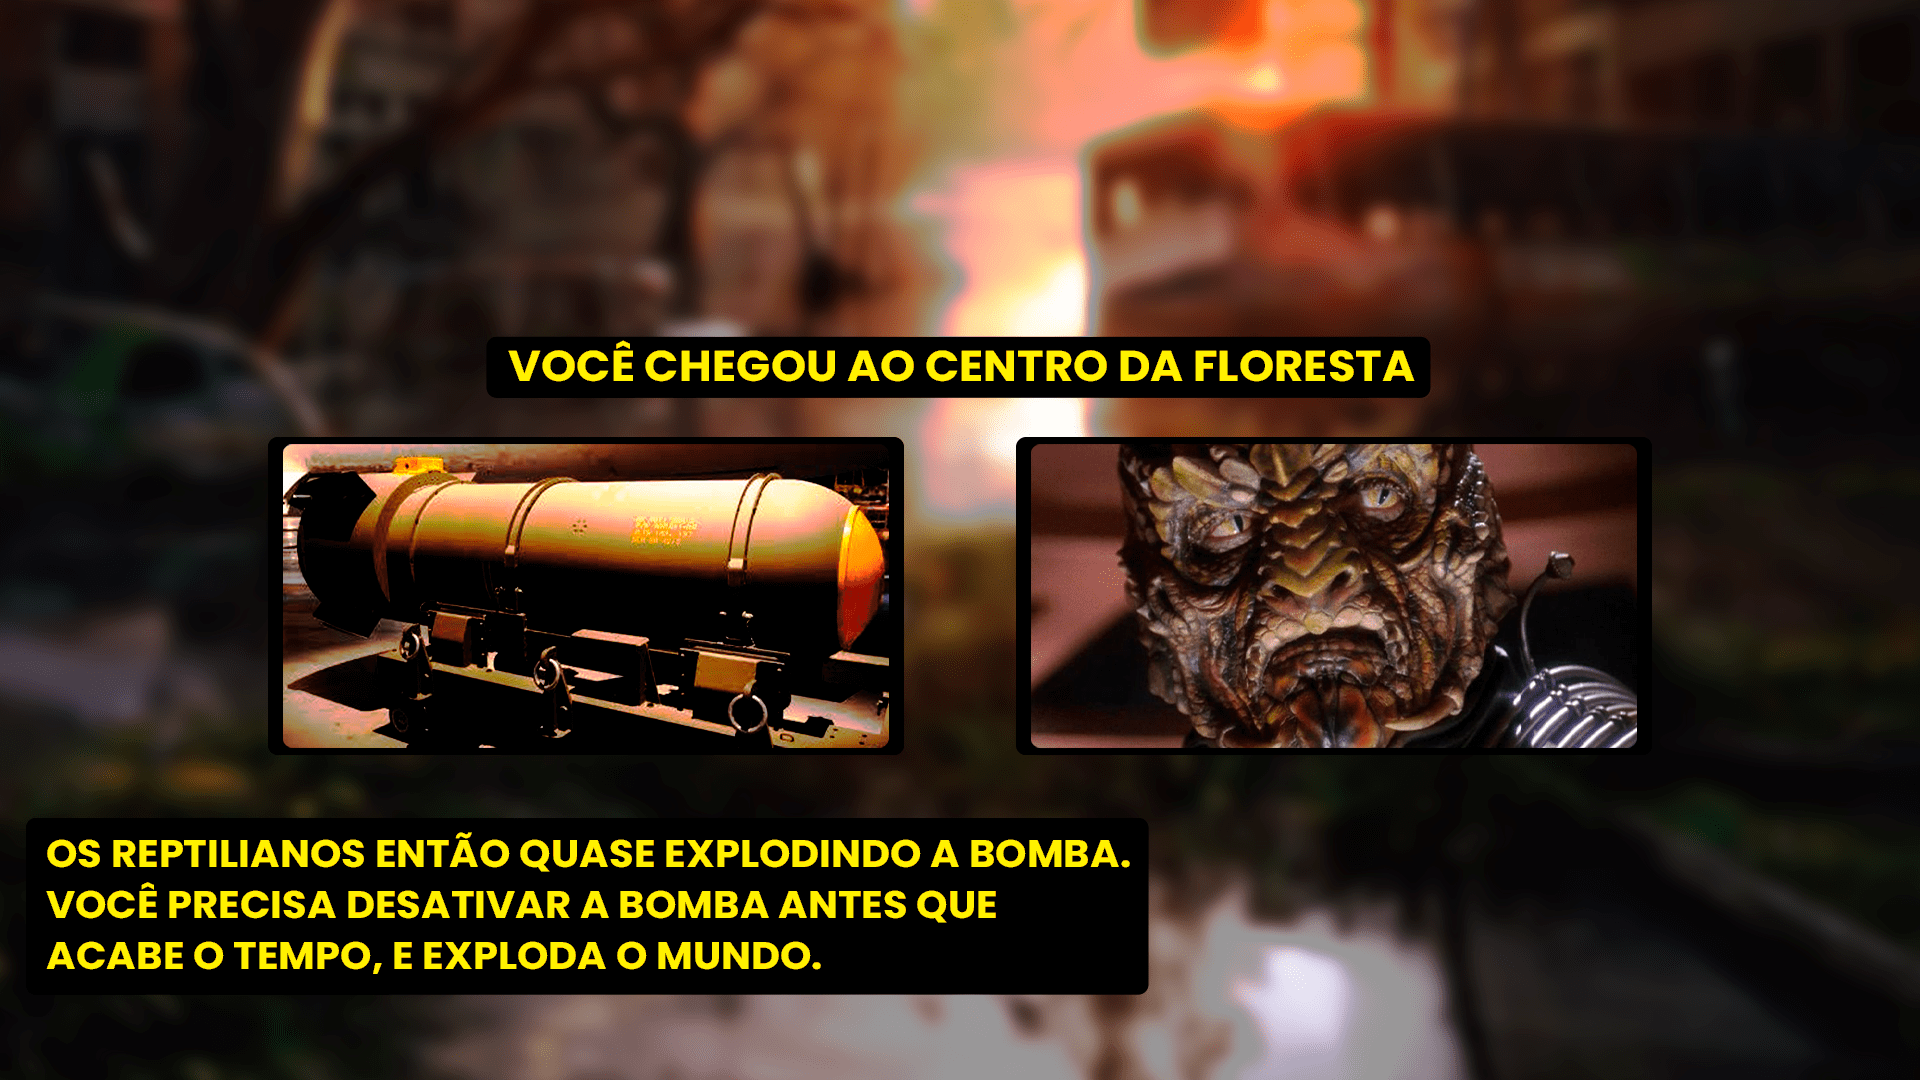 VOCÊ CHEGOU AO CENTRO DA FLORESTA
OS REPTILIANOS ENTÃO QUASE EXPLODINDO A BOMBA.
VOCÊ PRECISA DESATIVAR A BOMBA ANTES QUE
ACABE O TEMPO, E EXPLODA O MUNDO.